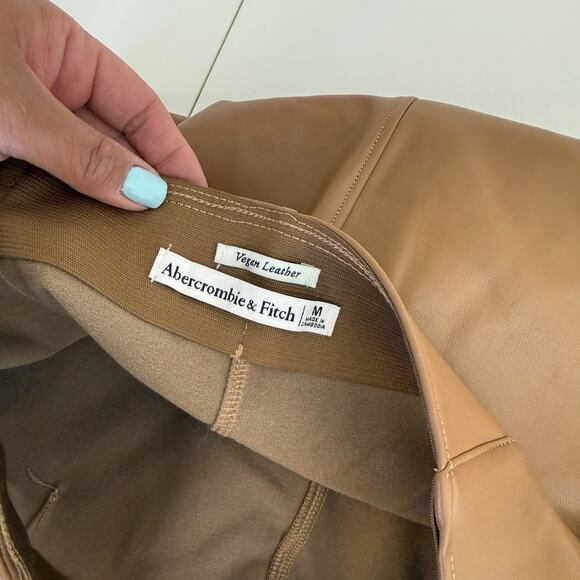 Vegan Leather
Abercrombie & Fitch
M
MADE IN
CAMBODIA